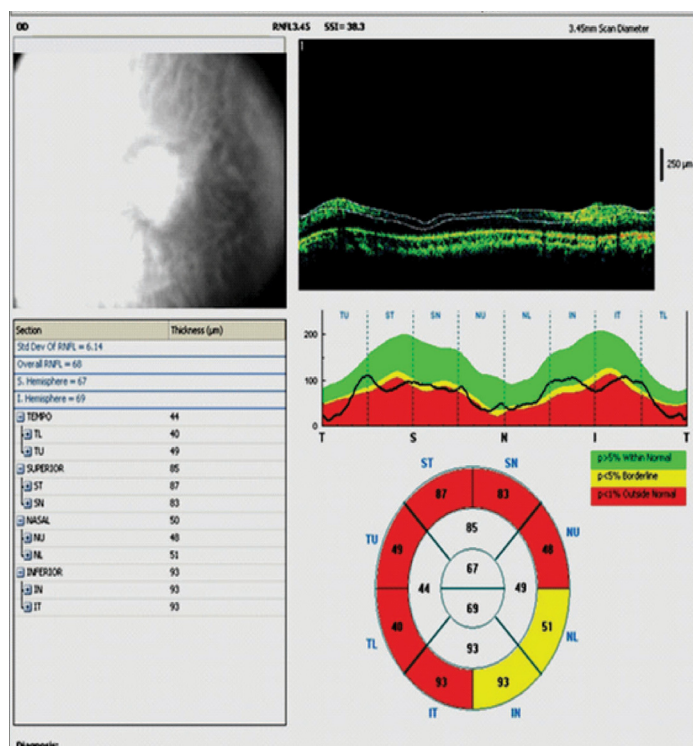 OD RNFL3.45 SSI= 38.3 3.45mm Scan Diameter
1
250 µm
Section Thickness (µm)
Std Dev Of RNFL = 6.14
Overall RNFL = 68
S. Hemisphere = 67
I. Hemisphere = 69
TEMPO 44
TL 40
TU 49
SUPERIOR 85
ST 87
SN 83
NASAL 50
NU 48
NL 51
INFERIOR 93
IN 93
IT 93
TU ST SN NU NL IN IT TL
200
100
0
T S N I T
p>5% Within Normal
p<5% Borderline
p<1% Outside Normal
ST SN
87 83
TU 49 85 48 NU
67
44 49
69
TL 40 93 51 NL
93 93
IT IN
Diagnosis: